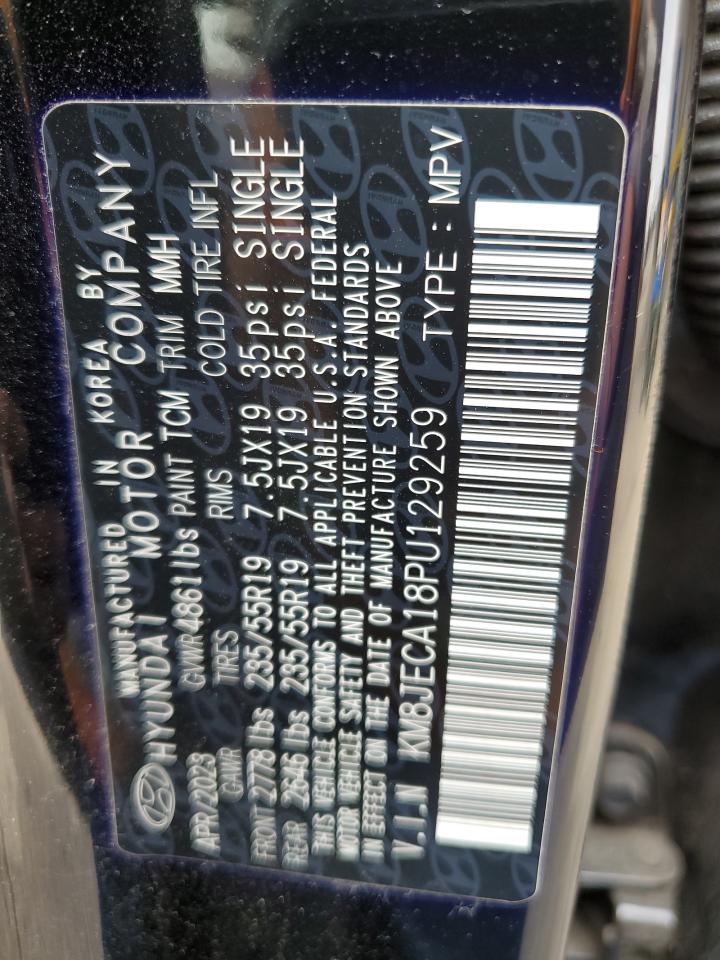 MANUFACTURED IN KOREA BY
HYUNDAI MOTOR COMPANY
APR/2023 GVWR 4861 lbs PAINT TCM TRIM MMH
GAWR TIRES RMS COLD TIRE INFL
FRONT 2778 lbs 235/55R19 7.5JX19 35psi SINGLE
REAR 2646 lbs 235/55R19 7.5JX19 35psi SINGLE
THIS VEHICLE CONFORMS TO ALL APPLICABLE U.S.A. FEDERAL
MOTOR VEHICLE SAFETY AND THEFT PREVENTION STANDARDS
IN EFFECT ON THE DATE OF MANUFACTURE SHOWN ABOVE
V.I.N KM8JECA18PU129259 TYPE : MPV